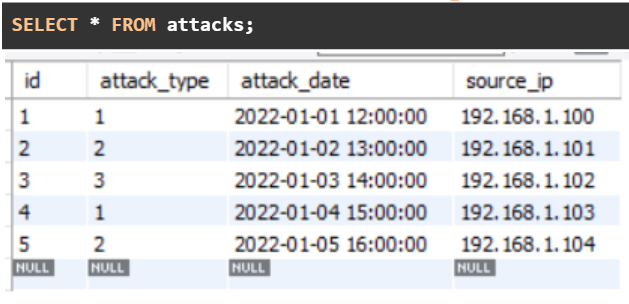 SELECT * FROM attacks;
id attack_type attack_date source_ip
1 1 2022-01-01 12:00:00 192.168.1.100
2 2 2022-01-02 13:00:00 192.168.1.101
3 3 2022-01-03 14:00:00 192.168.1.102
4 1 2022-01-04 15:00:00 192.168.1.103
5 2 2022-01-05 16:00:00 192.168.1.104
NULL NULL NULL NULL